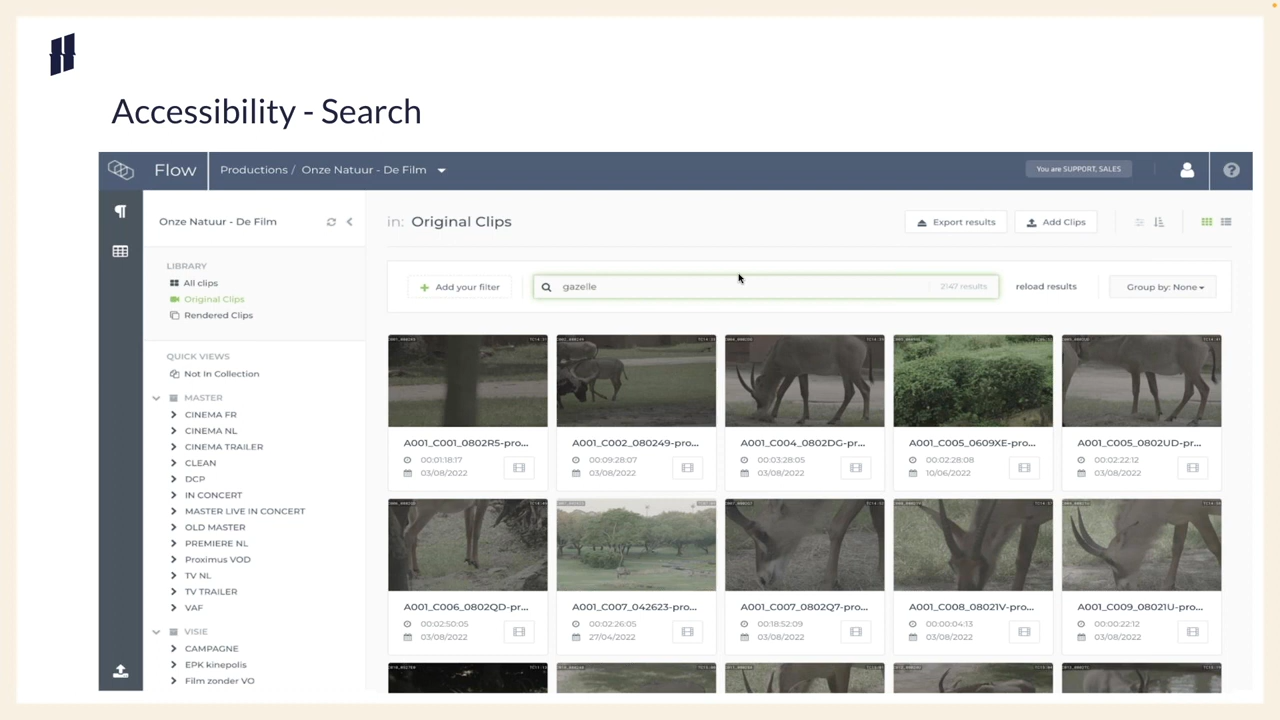 Accessibility - Search
Flow
Productions / Onze Natuur - De Film
You are SUPPORT, SALES
Onze Natuur - De Film
LIBRARY
All clips
Original Clips
Rendered Clips
QUICK VIEWS
Not In Collection
MASTER
CINEMA FR
CINEMA NL
CINEMA TRAILER
CLEAN
DCP
IN CONCERT
MASTER LIVE IN CONCERT
OLD MASTER
PREMIERE NL
Proximus VOD
TV NL
TV TRAILER
VAF
VISIE
CAMPAGNE
EPK kinepolis
Film zonder VO
in: Original Clips
Export results
Add Clips
+ Add your filter
gazelle
2147 results
reload results
Group by: None
A001_C001_0802R5-pro...
00:01:18:17
03/08/2022
A001_C002_080249-pro...
00:09:28:07
03/08/2022
A001_C004_0802DG-pr...
00:03:28:05
03/08/2022
A001_C005_0609XE-pro...
00:02:28:08
10/06/2022
A001_C005_0802UD-pr...
00:02:22:12
03/08/2022
A001_C006_0802QD-pr...
00:02:50:05
03/08/2022
A001_C007_042623-pro...
00:02:26:05
27/04/2022
A001_C007_0802Q7-pro...
00:18:52:09
03/08/2022
A001_C008_08021V-pro...
00:00:04:13
03/08/2022
A001_C009_08021U-pro...
00:00:22:12
03/08/2022